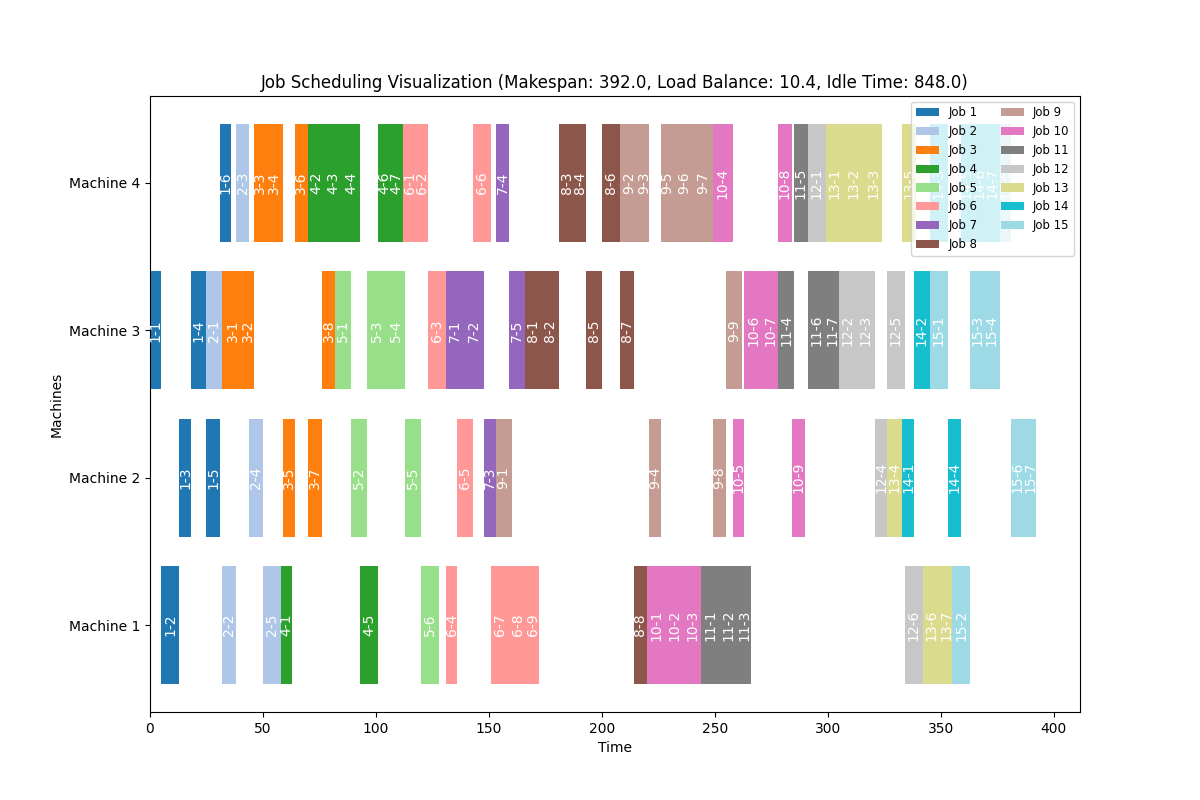 Job Scheduling Visualization (Makespan: 392.0, Load Balance: 10.4, Idle Time: 848.0)
Job 1 Job 9
Job 2 Job 10
Job 3 Job 11
Job 4 Job 12
Job 5 Job 13
Job 6 Job 14
Job 7 Job 15
Job 8
Machine 4
1-6 2-3 3-3 3-4 3-6 4-2 4-3 4-4 4-6 4-7 6-1 6-2 6-6 7-4 8-3 8-4 8-6 9-2 9-3 9-5 9-6 9-7 10-4 10-8 11-5 12-1 13-1 13-2 13-3 13-5
Machine 3
1-1 1-4 2-1 3-1 3-2 3-8 5-1 5-3 5-4 6-3 7-1 7-2 7-5 8-1 8-2 8-5 8-7 9-9 10-6 10-7 11-4 11-6 11-7 12-2 12-3 12-5 14-2 15-1 15-3 15-4
Machine 2
1-3 1-5 2-4 3-5 3-7 5-2 5-5 6-5 7-3 9-1 9-4 9-8 10-5 10-9 12-4 13-4 14-1 14-4 15-6 15-7
Machine 1
1-2 2-2 2-5 4-1 4-5 5-6 6-4 6-7 6-8 6-9 8-8 10-1 10-2 10-3 11-1 11-2 11-3 12-6 13-6 13-7 15-2
Machines
0 50 100 150 200 250 300 350 400
Time